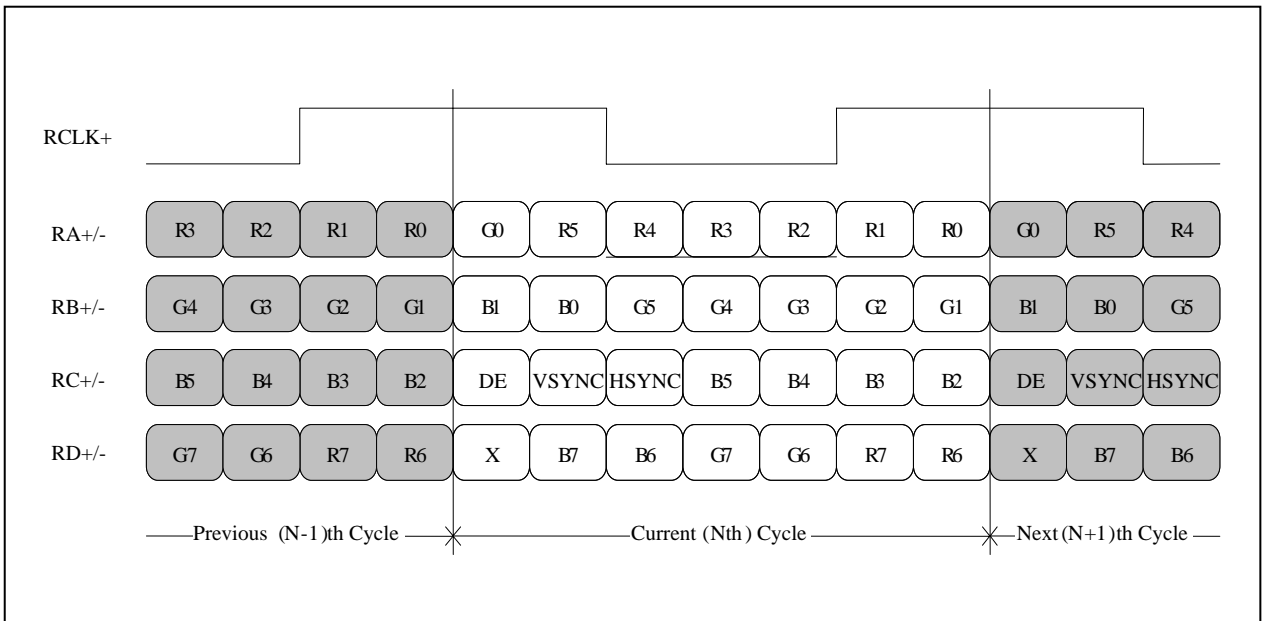 RCLK+
RA+/- R3 R2 R1 R0 G0 R5 R4 R3 R2 R1 R0 G0 R5 R4
RB+/- G4 G3 G2 G1 B1 B0 G5 G4 G3 G2 G1 B1 B0 G5
RC+/- B5 B4 B3 B2 DE VSYNC HSYNC B5 B4 B3 B2 DE VSYNC HSYNC
RD+/- G7 G6 R7 R6 X B7 B6 G7 G6 R7 R6 X B7 B6
Previous (N-1)th Cycle Current (Nth) Cycle Next (N+1)th Cycle